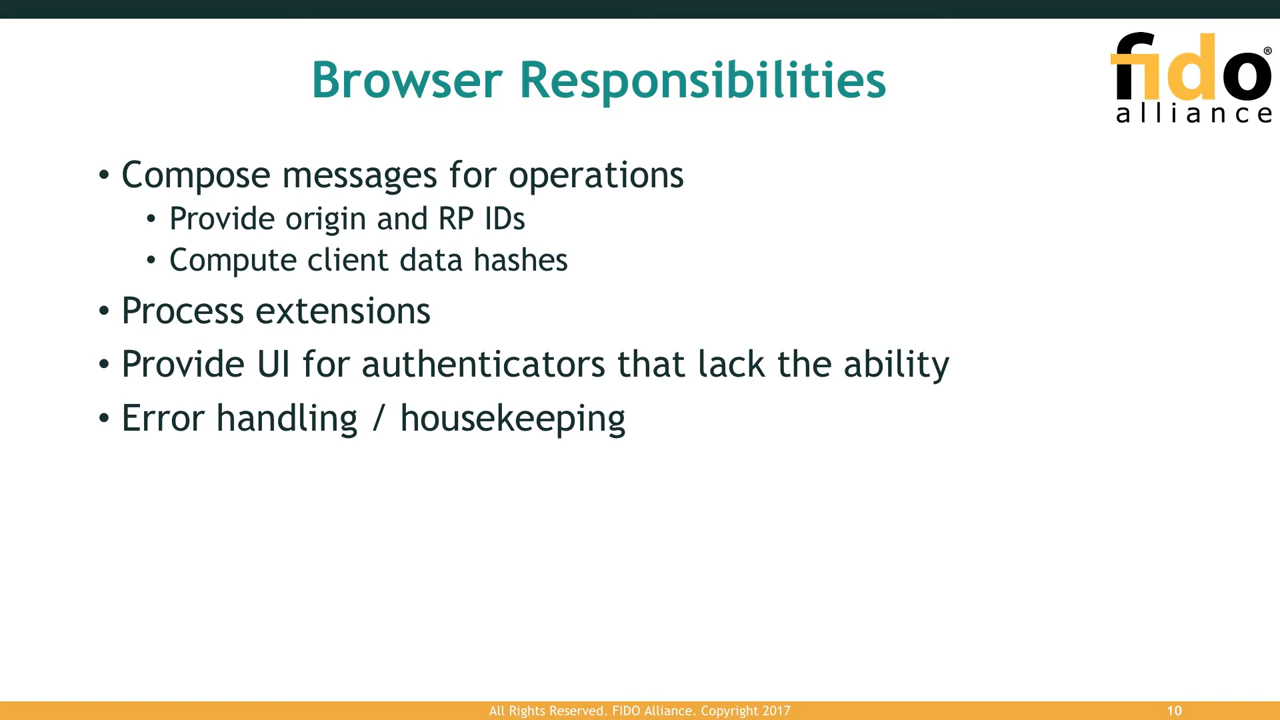 Browser Responsibilities
fido®
alliance
• Compose messages for operations
• Provide origin and RP IDs
• Compute client data hashes
• Process extensions
• Provide UI for authenticators that lack the ability
• Error handling / housekeeping
All Rights Reserved. FIDO Alliance. Copyright 2017
10